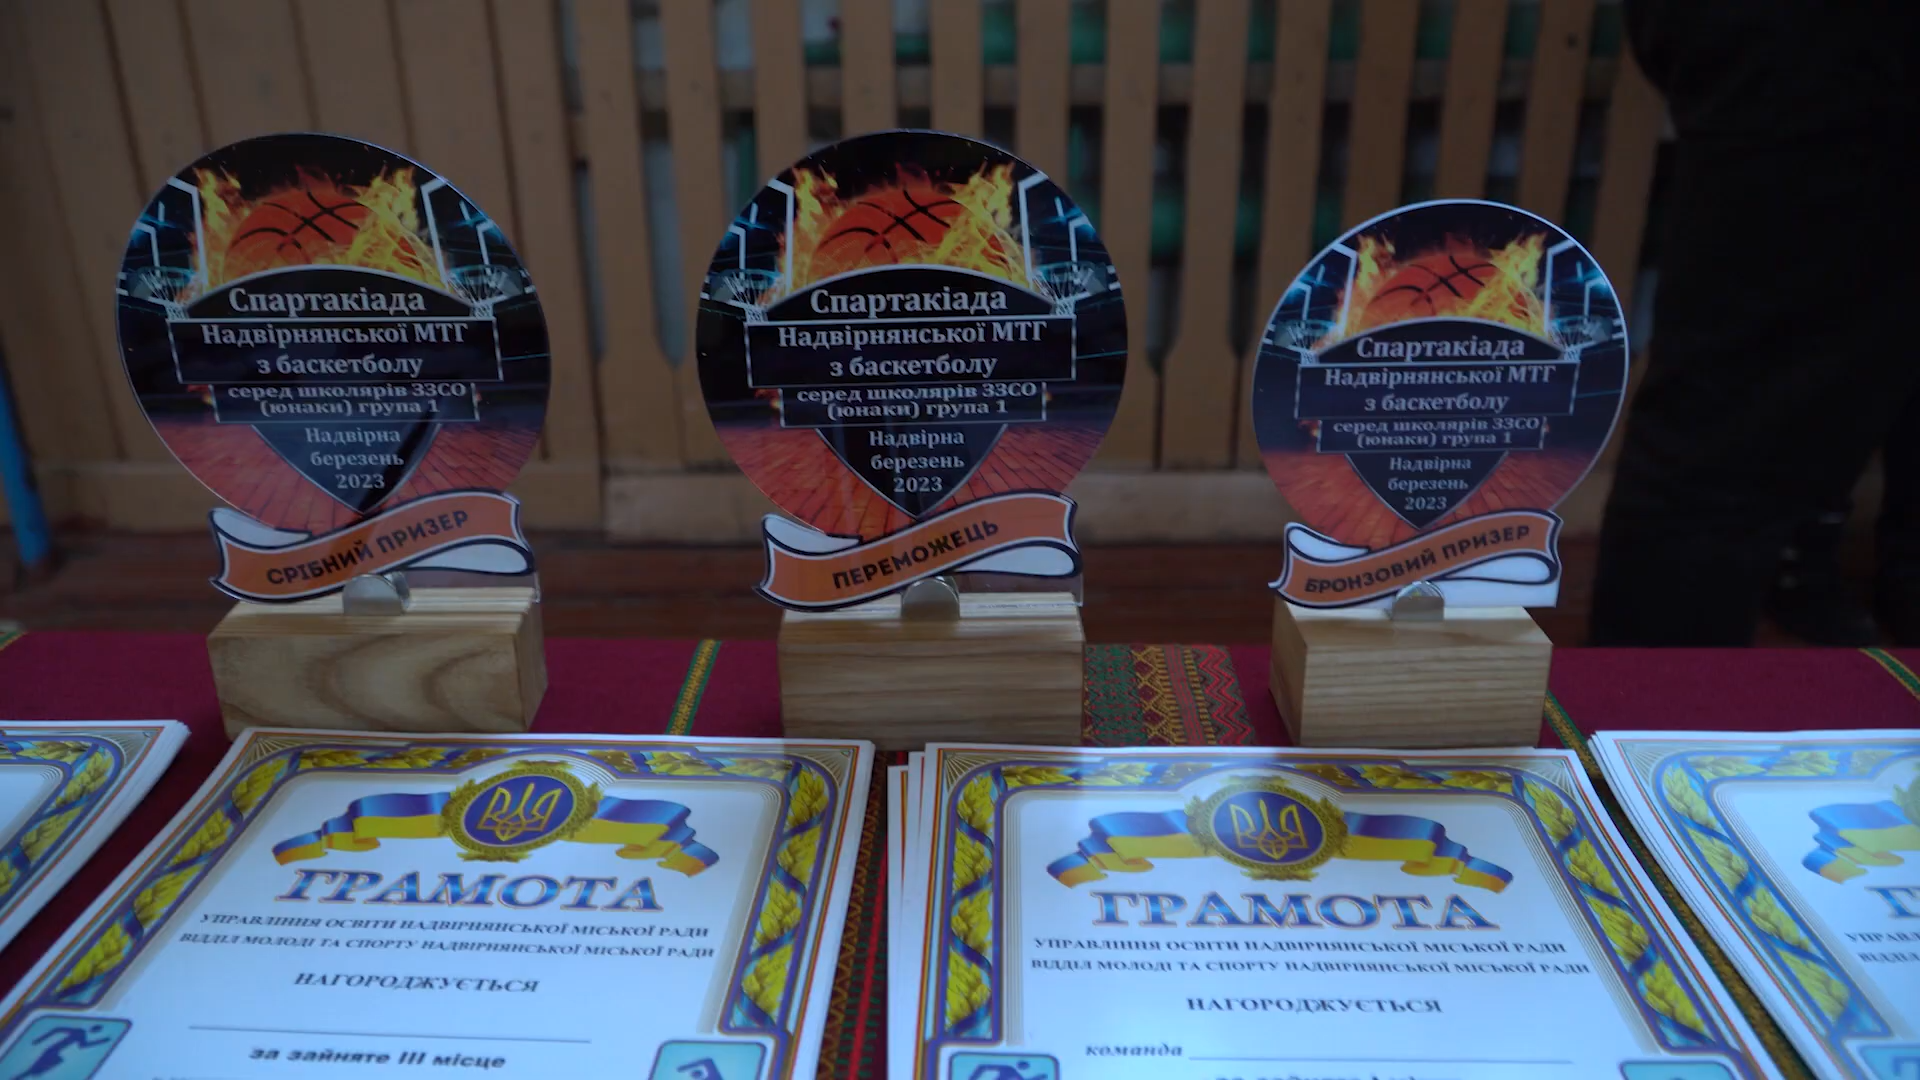 Спартакіада
Надвірнянської МТГ
з баскетболу
серед школярів ЗЗСО
(юнаки) група 1
Надвірна
березень
2023
СРІБНИЙ ПРИЗЕР
Спартакіада
Надвірнянської МТГ
з баскетболу
серед школярів ЗЗСО
(юнаки) група 1
Надвірна
березень
2023
ПЕРЕМОЖЕЦЬ
Спартакіада
Надвірнянської МТГ
з баскетболу
серед школярів ЗЗСО
(юнаки) група 1
Надвірна
березень
2023
БРОНЗОВИЙ ПРИЗЕР
ГРАМОТА
УПРАВЛІННЯ ОСВІТИ НАДВІРНЯНСЬКОЇ МІСЬКОЇ РАДИ
ВІДДІЛ МОЛОДІ ТА СПОРТУ НАДВІРНЯНСЬКОЇ МІСЬКОЇ РАДИ
НАГОРОДЖУЄТЬСЯ
за зайняте III місце
ГРАМОТА
УПРАВЛІННЯ ОСВІТИ НАДВІРНЯНСЬКОЇ МІСЬКОЇ РАДИ
ВІДДІЛ МОЛОДІ ТА СПОРТУ НАДВІРНЯНСЬКОЇ МІСЬКОЇ РАДИ
НАГОРОДЖУЄТЬСЯ
команда